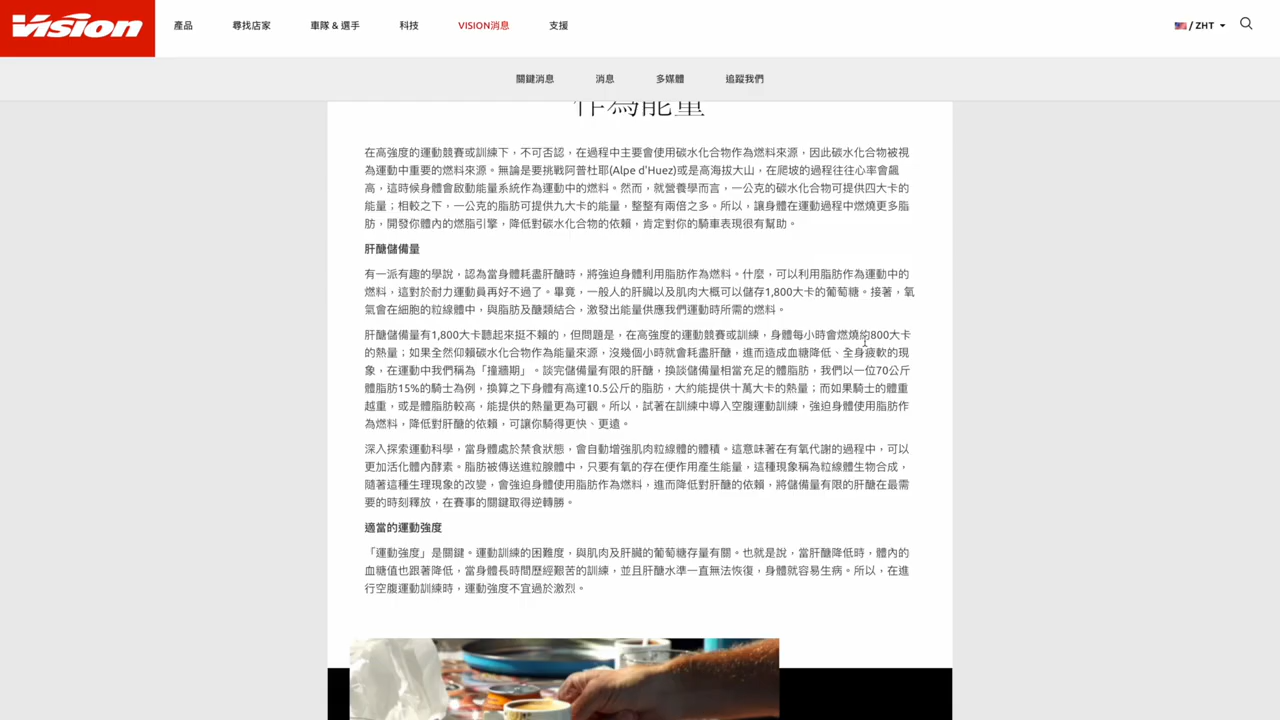 Vision
產品
尋找店家
車隊 & 選手
科技
VISION消息
支援
/ ZHT
關鍵消息
消息
多媒體
追蹤我們
作為能量
在高強度的運動競賽或訓練下，不可否認，在過程中主要會使用碳水化合物作為燃料來源，因此碳水化合物被視
為運動中重要的燃料來源。無論是要挑戰阿普杜耶(Alpe d'Huez)或是高海拔大山，在爬坡的過程往往心率會飆
高，這時候身體會啟動能量系統作為運動中的燃料。然而，就營養學而言，一公克的碳水化合物可提供四大卡的
能量；相較之下，一公克的脂肪可提供九大卡的能量，整整有兩倍之多。所以，讓身體在運動過程中燃燒更多脂
肪，開發你體內的燃脂引擎，降低對碳水化合物的依賴，肯定對你的騎車表現很有幫助。
肝醣儲備量
有一派有趣的學說，認為當身體耗盡肝醣時，將強迫身體利用脂肪作為燃料。什麼，可以利用脂肪作為運動中的
燃料，這對於耐力運動員再好不過了。畢竟，一般人的肝臟以及肌肉大概可以儲存1,800大卡的葡萄糖。接著，氧
氣會在細胞的粒線體中，與脂肪及醣類結合，激發出能量供應我們運動時所需的燃料。
肝醣儲備量有1,800大卡聽起來挺不賴的，但問題是，在高強度的運動競賽或訓練，身體每小時會燃燒約800大卡
的熱量；如果全然仰賴碳水化合物作為能量來源，沒幾個小時就會耗盡肝醣，進而造成血糖降低、全身疲軟的現
象，在運動中我們稱為「撞牆期」。談完儲備量有限的肝醣，換談儲備量相當充足的體脂肪，我們以一位70公斤
體脂肪15%的騎士為例，換算之下身體有高達10.5公斤的脂肪，大約能提供十萬大卡的熱量；而如果騎士的體重
越重，或是體脂肪較高，能提供的熱量更為可觀。所以，試著在訓練中導入空腹運動訓練，強迫身體使用脂肪作
為燃料，降低對肝醣的依賴，可讓你騎得更快、更遠。
深入探索運動科學，當身體處於禁食狀態，會自動增強肌肉粒線體的體積。這意味著在有氧代謝的過程中，可以
更加活化體內酵素。脂肪被傳送進粒腺體中，只要有氧的存在便作用產生能量，這種現象稱為粒線體生物合成，
隨著這種生理現象的改變，會強迫身體使用脂肪作為燃料，進而降低對肝醣的依賴，將儲備量有限的肝醣在最需
要的時刻釋放，在賽事的關鍵取得逆轉勝。
適當的運動強度
「運動強度」是關鍵。運動訓練的困難度，與肌肉及肝臟的葡萄糖存量有關。也就是說，當肝醣降低時，體內的
血糖值也跟著降低，當身體長時間歷經艱苦的訓練，並且肝醣水準一直無法恢復，身體就容易生病。所以，在進
行空腹運動訓練時，運動強度不宜過於激烈。